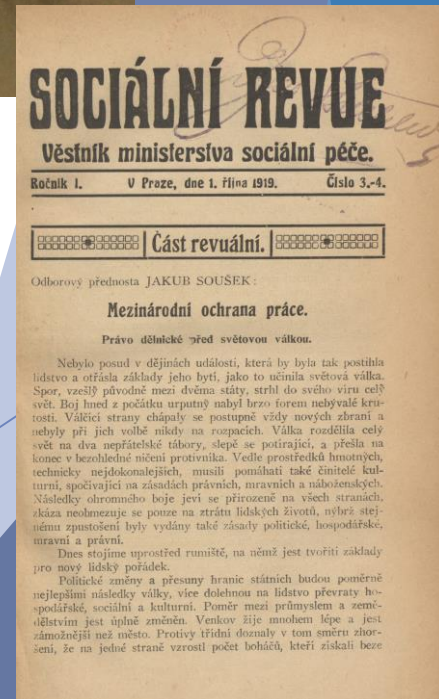 SOCIÁLNÍ REVUE
Věstník ministerstva sociální péče.
Ročník I. V Praze, dne 1. října 1919. Číslo 3.-4.
Část revuální.
Odborový přednosta JAKUB SOUŠEK:
Mezinárodní ochrana práce.
Právo dělnické před světovou válkou.
Nebylo posud v dějinách události, která by byla tak postihla
lidstvo a otřásla základy jeho bytí, jako to učinila světová válka.
Spor, vzešlý původně mezi dvěma státy, strhl do svého víru celý
svět. Boj hned z počátku urputný nabyl brzo forem nebývalé kru-
tosti. Válčící strany chápaly se postupně vždy nových zbraní a
nebyly při jich volbě nikdy na rozpacích. Válka rozdělila celý
svět na dva nepřátelské tábory, slepě se potírající, a přešla na
konec v bezohledné ničení protivníka. Vedle prostředků hmotných,
technicky nejdokonalejších, musili pomáhati také činitelé kul-
turní, spočívající na zásadách právních, mravních a náboženských.
Následky ohromného boje jeví se přirozeně na všech stranách,
zkáza neobmezuje se pouze na ztrátu lidských životů, nýbrž stej-
nému zpustošení byly vydány také zásady politické, hospodářské,
mravní a právní.
Dnes stojíme uprostřed rumiště, na němž jest tvořiti základy
pro nový lidský pořádek.
Politické změny a přesuny hranic státních budou poměrně
nejlepšími následky války, více dolehnou na lidstvo převraty ho-
spodářské, sociální a kulturní. Poměr mezi průmyslem a země-
dělstvím jest úplně změněn. Venkov žije mnohem lépe a jest
zámožnější než město. Protivy třídní doznaly v tom směru zhor-
šení, že na jedné straně vzrostl počet boháčů, kteří získali beze